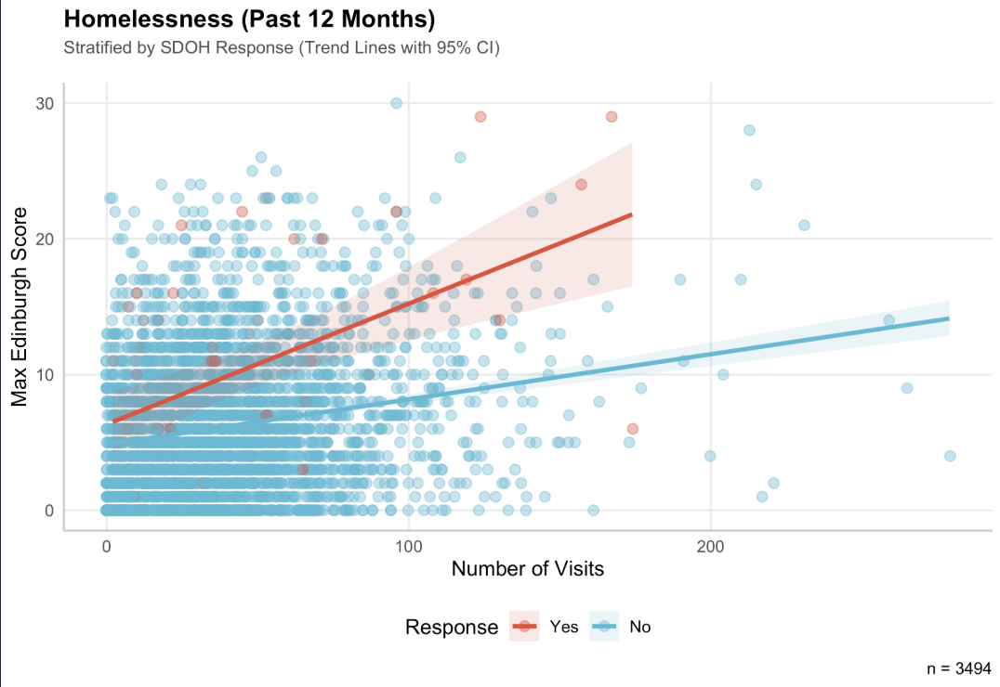 Homelessness (Past 12 Months)
Stratified by SDOH Response (Trend Lines with 95% CI)
Max Edinburgh Score
30
20
10
0
0 100 200
Number of Visits
Response Yes No
n = 3494